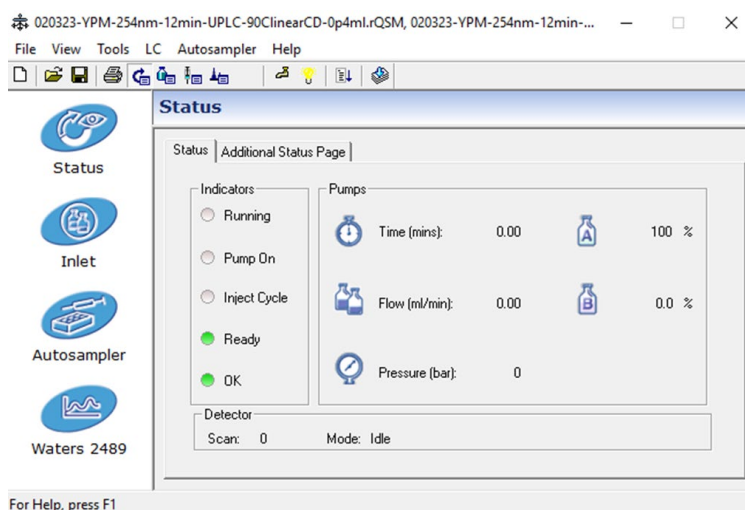 020323-YPM-254nm-12min-UPLC-90ClinearCD-0p4ml.rQSM, 020323-YPM-254nm-12min-...
File View Tools LC Autosampler Help
Status
Status
Inlet
Autosampler
Waters 2489
Status Additional Status Page
Indicators
Running
Pump On
Inject Cycle
Ready
OK
Pumps
Time (mins): 0.00 A 100 %
Flow (ml/min): 0.00 B 0.0 %
Pressure (bar): 0
Detector
Scan: 0 Mode: Idle
For Help, press F1